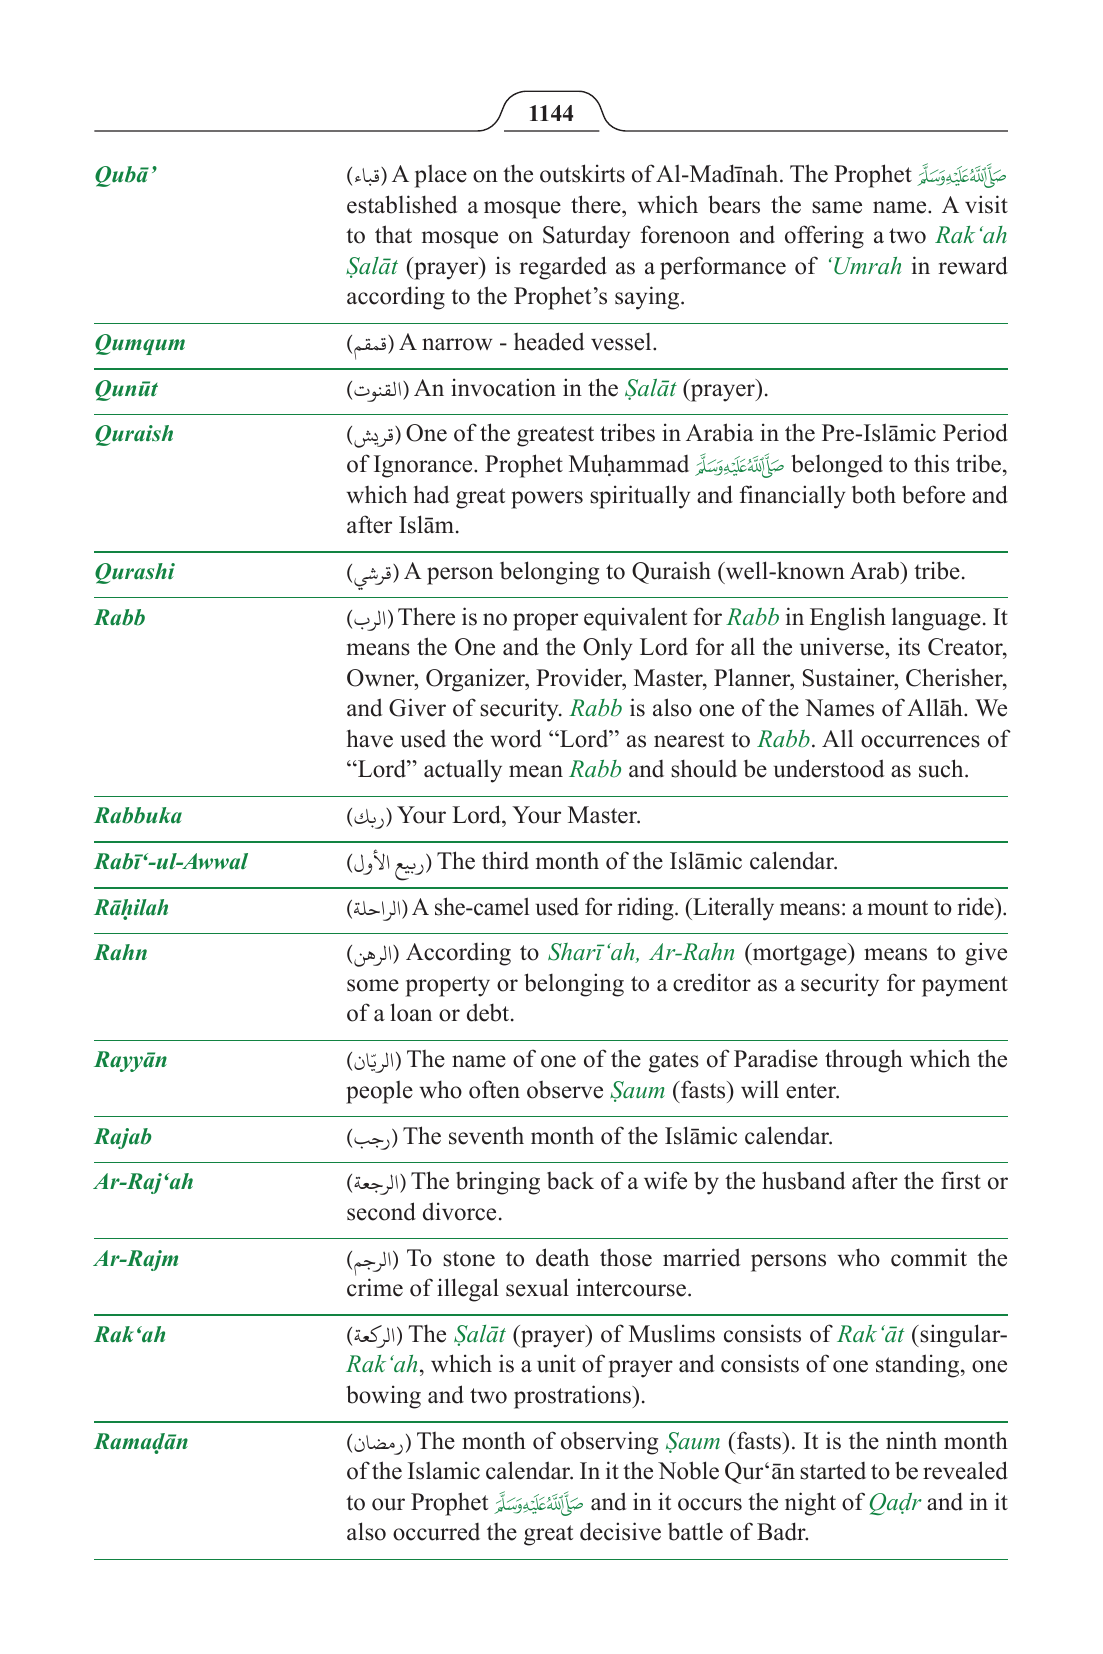 1144
Qubā’ (قباء) A place on the outskirts of Al-Madīnah. The Prophet ﷺ
established a mosque there, which bears the same name. A visit
to that mosque on Saturday forenoon and offering a two Rak‘ah
Ṣalāt (prayer) is regarded as a performance of ‘Umrah in reward
according to the Prophet’s saying.
Qumqum (قمقم) A narrow - headed vessel.
Qunūt (القنوت) An invocation in the Ṣalāt (prayer).
Quraish (قريش) One of the greatest tribes in Arabia in the Pre-Islāmic Period
of Ignorance. Prophet Muḥammad ﷺ belonged to this tribe,
which had great powers spiritually and financially both before and
after Islām.
Qurashi (قرشي) A person belonging to Quraish (well-known Arab) tribe.
Rabb (الرب) There is no proper equivalent for Rabb in English language. It
means the One and the Only Lord for all the universe, its Creator,
Owner, Organizer, Provider, Master, Planner, Sustainer, Cherisher,
and Giver of security. Rabb is also one of the Names of Allāh. We
have used the word “Lord” as nearest to Rabb. All occurrences of
“Lord” actually mean Rabb and should be understood as such.
Rabbuka (ربك) Your Lord, Your Master.
Rabī‘-ul-Awwal (ربيع الأول) The third month of the Islāmic calendar.
Rāḥilah (الراحلة) A she-camel used for riding. (Literally means: a mount to ride).
Rahn (الرهن) According to Sharī‘ah, Ar-Rahn (mortgage) means to give
some property or belonging to a creditor as a security for payment
of a loan or debt.
Rayyān (الريّان) The name of one of the gates of Paradise through which the
people who often observe Ṣaum (fasts) will enter.
Rajab (رجب) The seventh month of the Islāmic calendar.
Ar-Raj‘ah (الرجعة) The bringing back of a wife by the husband after the first or
second divorce.
Ar-Rajm (الرجم) To stone to death those married persons who commit the
crime of illegal sexual intercourse.
Rak‘ah (الركعة) The Ṣalāt (prayer) of Muslims consists of Rak‘āt (singular-
Rak‘ah, which is a unit of prayer and consists of one standing, one
bowing and two prostrations).
Ramaḍān (رمضان) The month of observing Ṣaum (fasts). It is the ninth month
of the Islamic calendar. In it the Noble Qur‘ān started to be revealed
to our Prophet ﷺ and in it occurs the night of Qaḍr and in it
also occurred the great decisive battle of Badr.